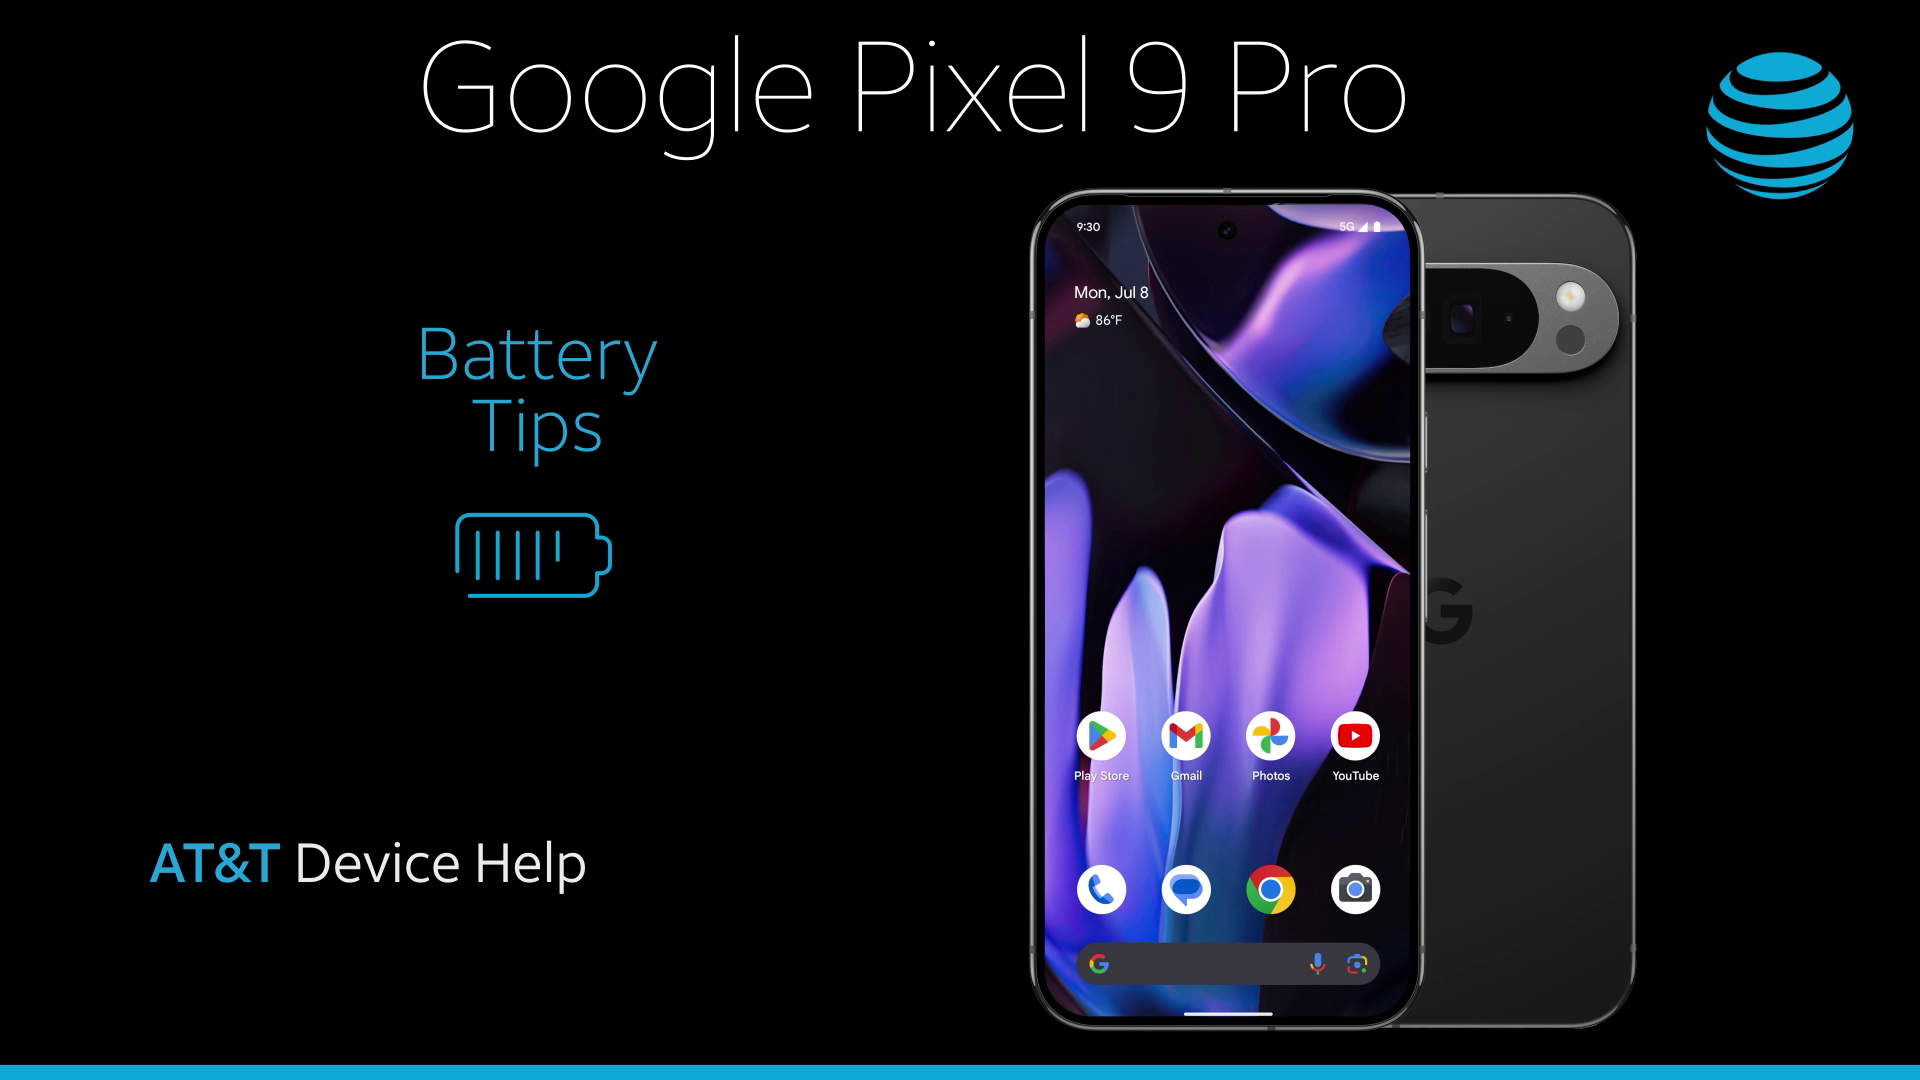 Google Pixel 9 Pro
Battery
Tips
AT&T Device Help
9:30
5G
Mon, Jul 8
86°F
Play Store
Gmail
Photos
YouTube
G
G